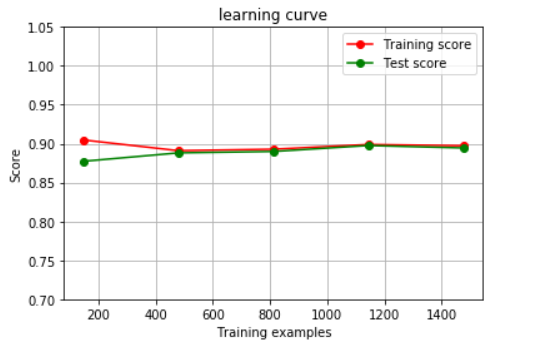 learning curve
Training score
Test score
Score
1.05
1.00
0.95
0.90
0.85
0.80
0.75
0.70
200 400 600 800 1000 1200 1400
Training examples